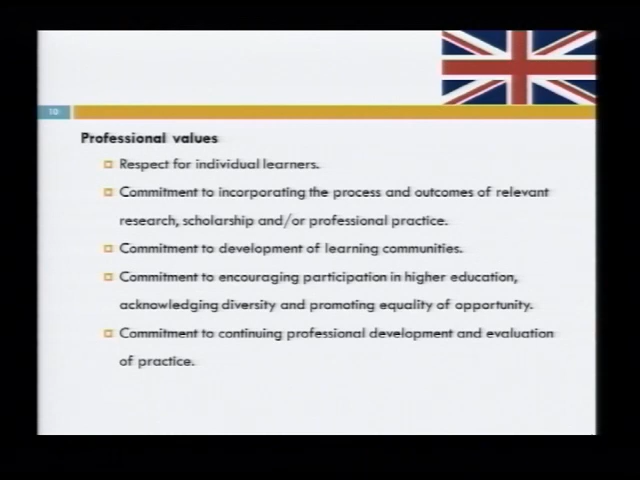 10
Professional values
Respect for individual learners.
Commitment to incorporating the process and outcomes of relevant
research, scholarship and/or professional practice.
Commitment to development of learning communities.
Commitment to encouraging participation in higher education,
acknowledging diversity and promoting equality of opportunity.
Commitment to continuing professional development and evaluation
of practice.